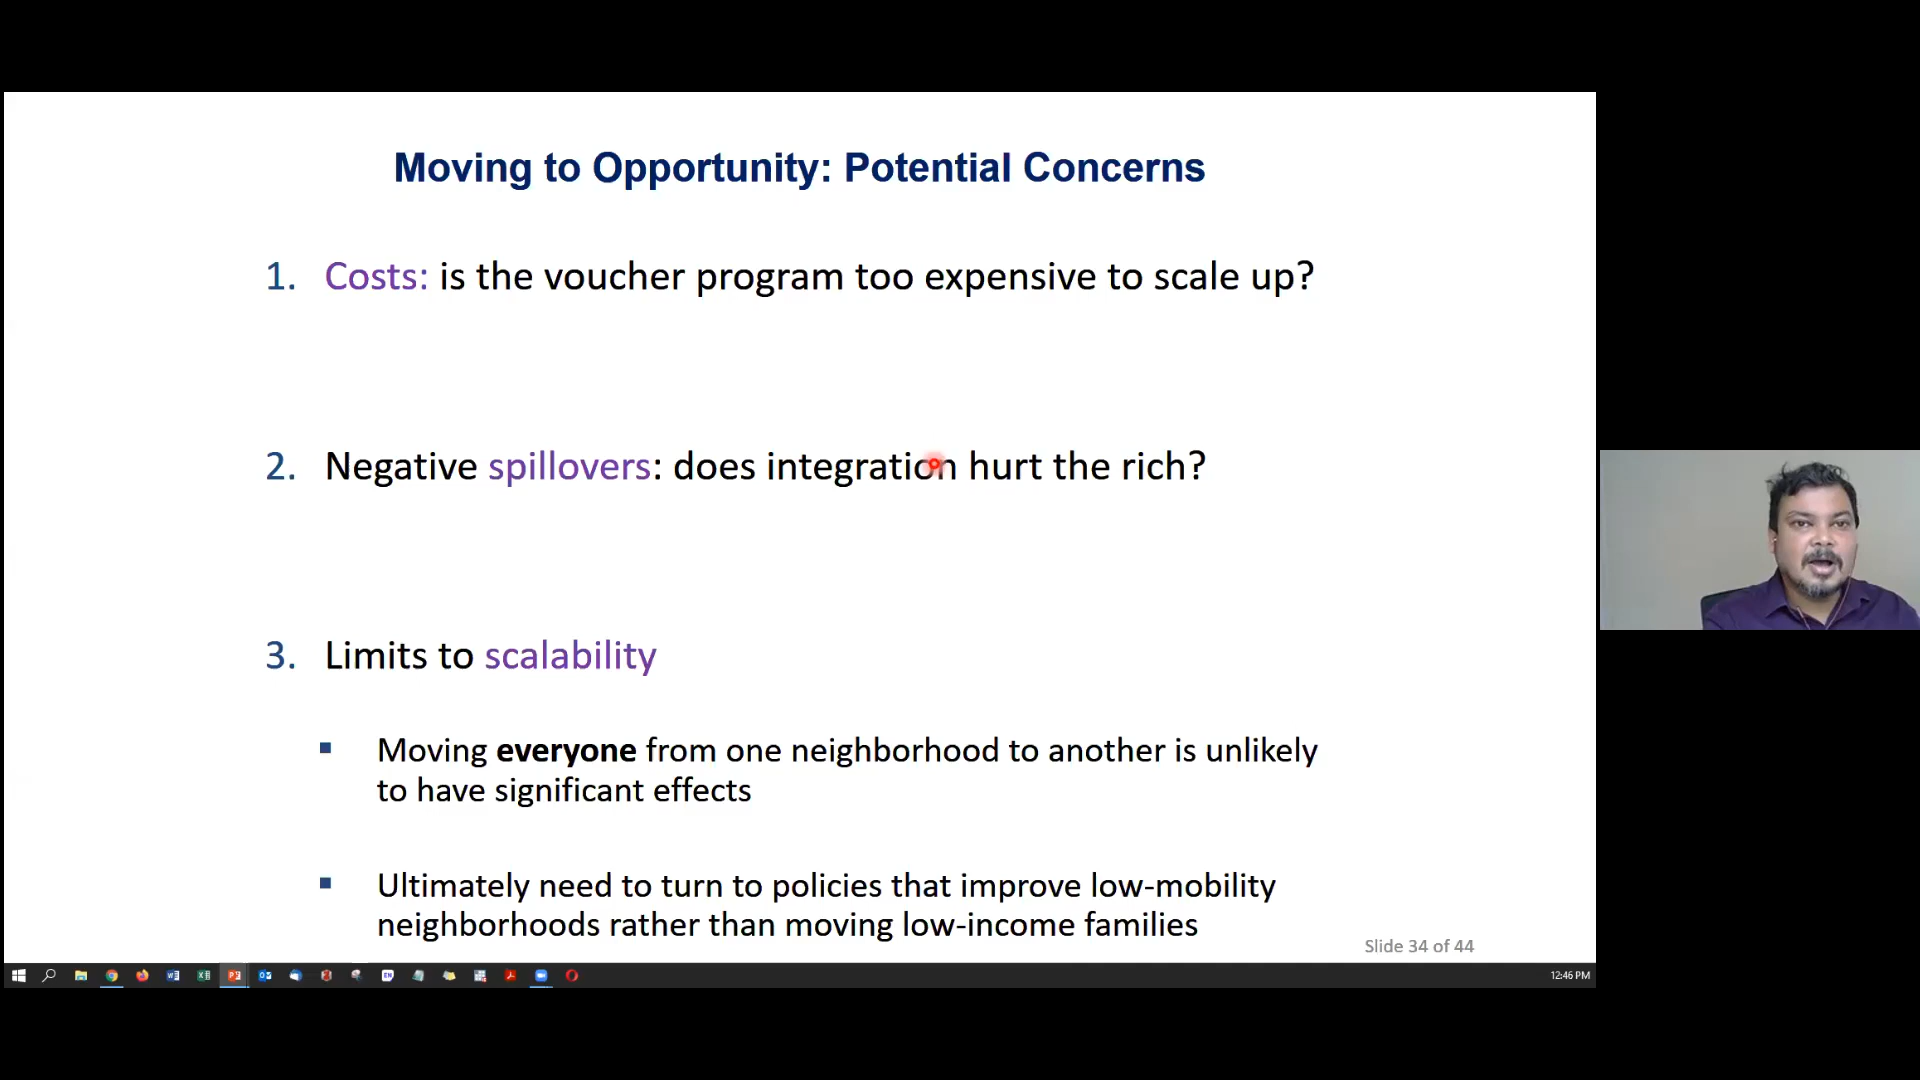 Moving to Opportunity: Potential Concerns
1. Costs: is the voucher program too expensive to scale up?
2. Negative spillovers: does integration hurt the rich?
3. Limits to scalability
▪ Moving everyone from one neighborhood to another is unlikely
to have significant effects
▪ Ultimately need to turn to policies that improve low-mobility
neighborhoods rather than moving low-income families
Slide 34 of 44
12:46 PM